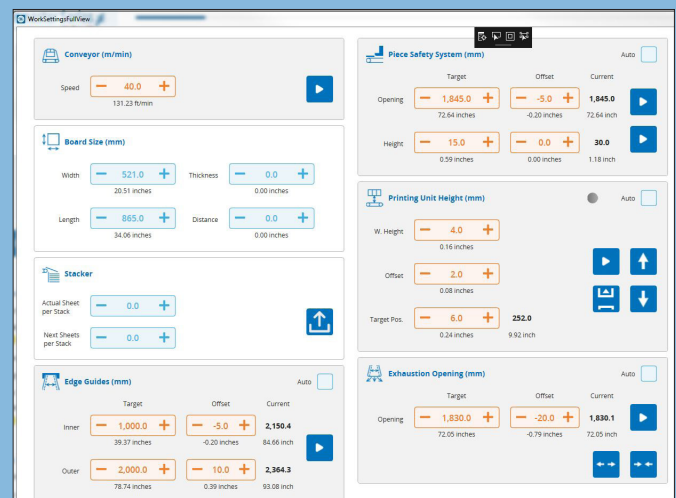 WorkSettingsFullView
Conveyor (m/min)
Speed
40.0
131.23 ft/min
Board Size (mm)
Width 521.0 Thickness 0.0
20.51 inches 0.00 inches
Length 865.0 Distance 0.0
34.06 inches 0.00 inches
Stacker
Actual Sheet
per Stack
0.0
Next Sheets
per Stack
0.0
Edge Guides (mm) Auto
Target Offset Current
Inner 1,000.0 -5.0 2,150.4
39.37 inches -0.20 inches 84.66 inch
Outer 2,000.0 10.0 2,364.3
78.74 inches 0.39 inches 93.08 inch
Piece Safety System (mm) Auto
Target Offset Current
Opening 1,845.0 -5.0 1,845.0
72.64 inches -0.20 inches 72.64 inch
Height 15.0 0.0 30.0
0.59 inches 0.00 inches 1.18 inch
Printing Unit Height (mm) Auto
W. Height 4.0
0.16 inches
Offset 2.0
0.08 inches
Target Pos. 6.0 252.0
0.24 inches 9.92 inch
Exhaustion Opening (mm) Auto
Target Offset Current
Opening 1,830.0 -20.0 1,830.1
72.05 inches -0.79 inches 72.05 inch